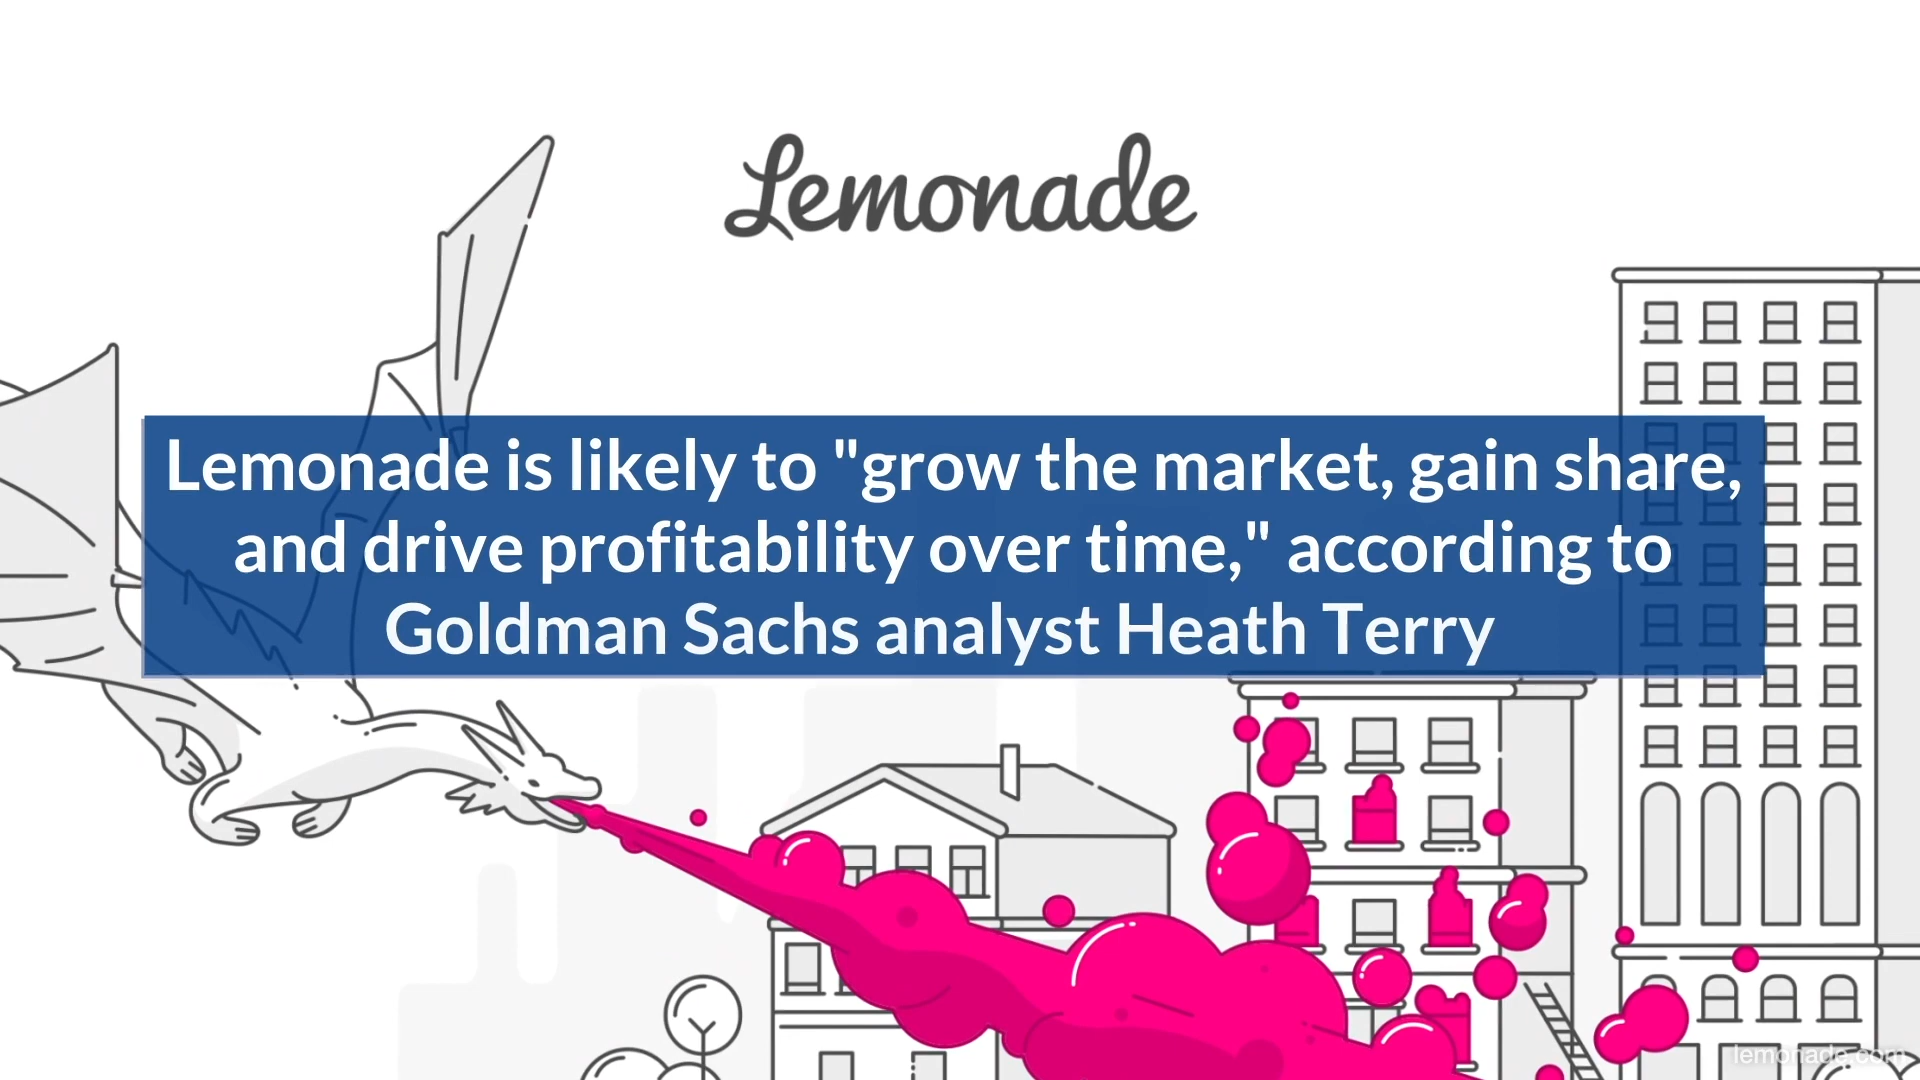 Lemonade
Lemonade is likely to "grow the market, gain share,
and drive profitability over time," according to
Goldman Sachs analyst Heath Terry
lemonade.com